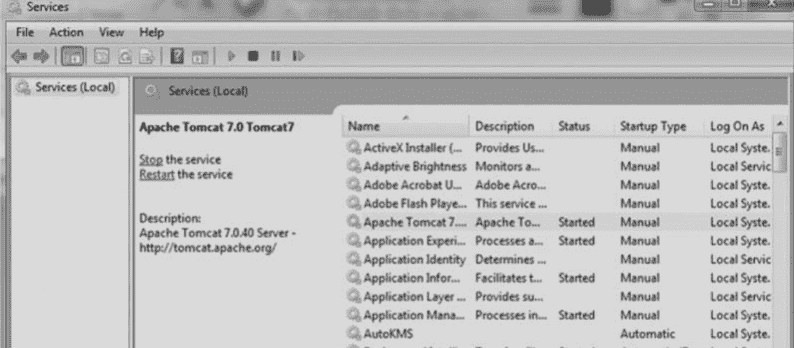 Services
File Action View Help
Services (Local)
Services (Local)
Apache Tomcat 7.0 Tomcat7
Stop the service
Restart the service
Description:
Apache Tomcat 7.0.40 Server -
http://tomcat.apache.org/
Name Description Status Startup Type Log On As
ActiveX Installer (... Provides Us... Manual Local Syste...
Adaptive Brightness Monitors a... Manual Local Servic
Adobe Acrobat U... Adobe Acro... Manual Local Syste...
Adobe Flash Playe... This service ... Manual Local Syste...
Apache Tomcat 7.... Apache To... Started Manual Local Syste...
Application Experi... Processes a... Started Manual Local Syste...
Application Identity Determines ... Manual Local Servic
Application Infor... Facilitates t... Started Manual Local Syste...
Application Layer ... Provides su... Manual Local Servic
Application Mana... Processes in... Started Manual Local Syste...
AutoKMS Automatic Local Syste...